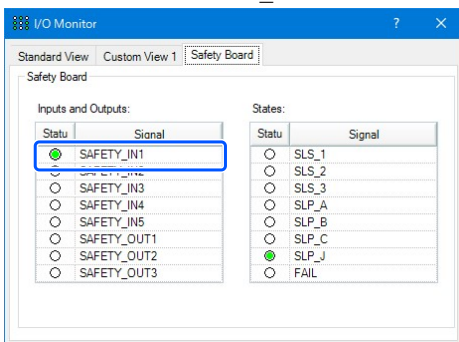 I/O Monitor ? ×
Standard View Custom View 1 Safety Board
Safety Board
Inputs and Outputs: States:
Statu Signal Statu Signal
SAFETY_IN1 SLS_1
SAFETY_IN2 SLS_2
SAFETY_IN3 SLS_3
SAFETY_IN4 SLP_A
SAFETY_IN5 SLP_B
SAFETY_OUT1 SLP_C
SAFETY_OUT2 SLP_J
SAFETY_OUT3 FAIL